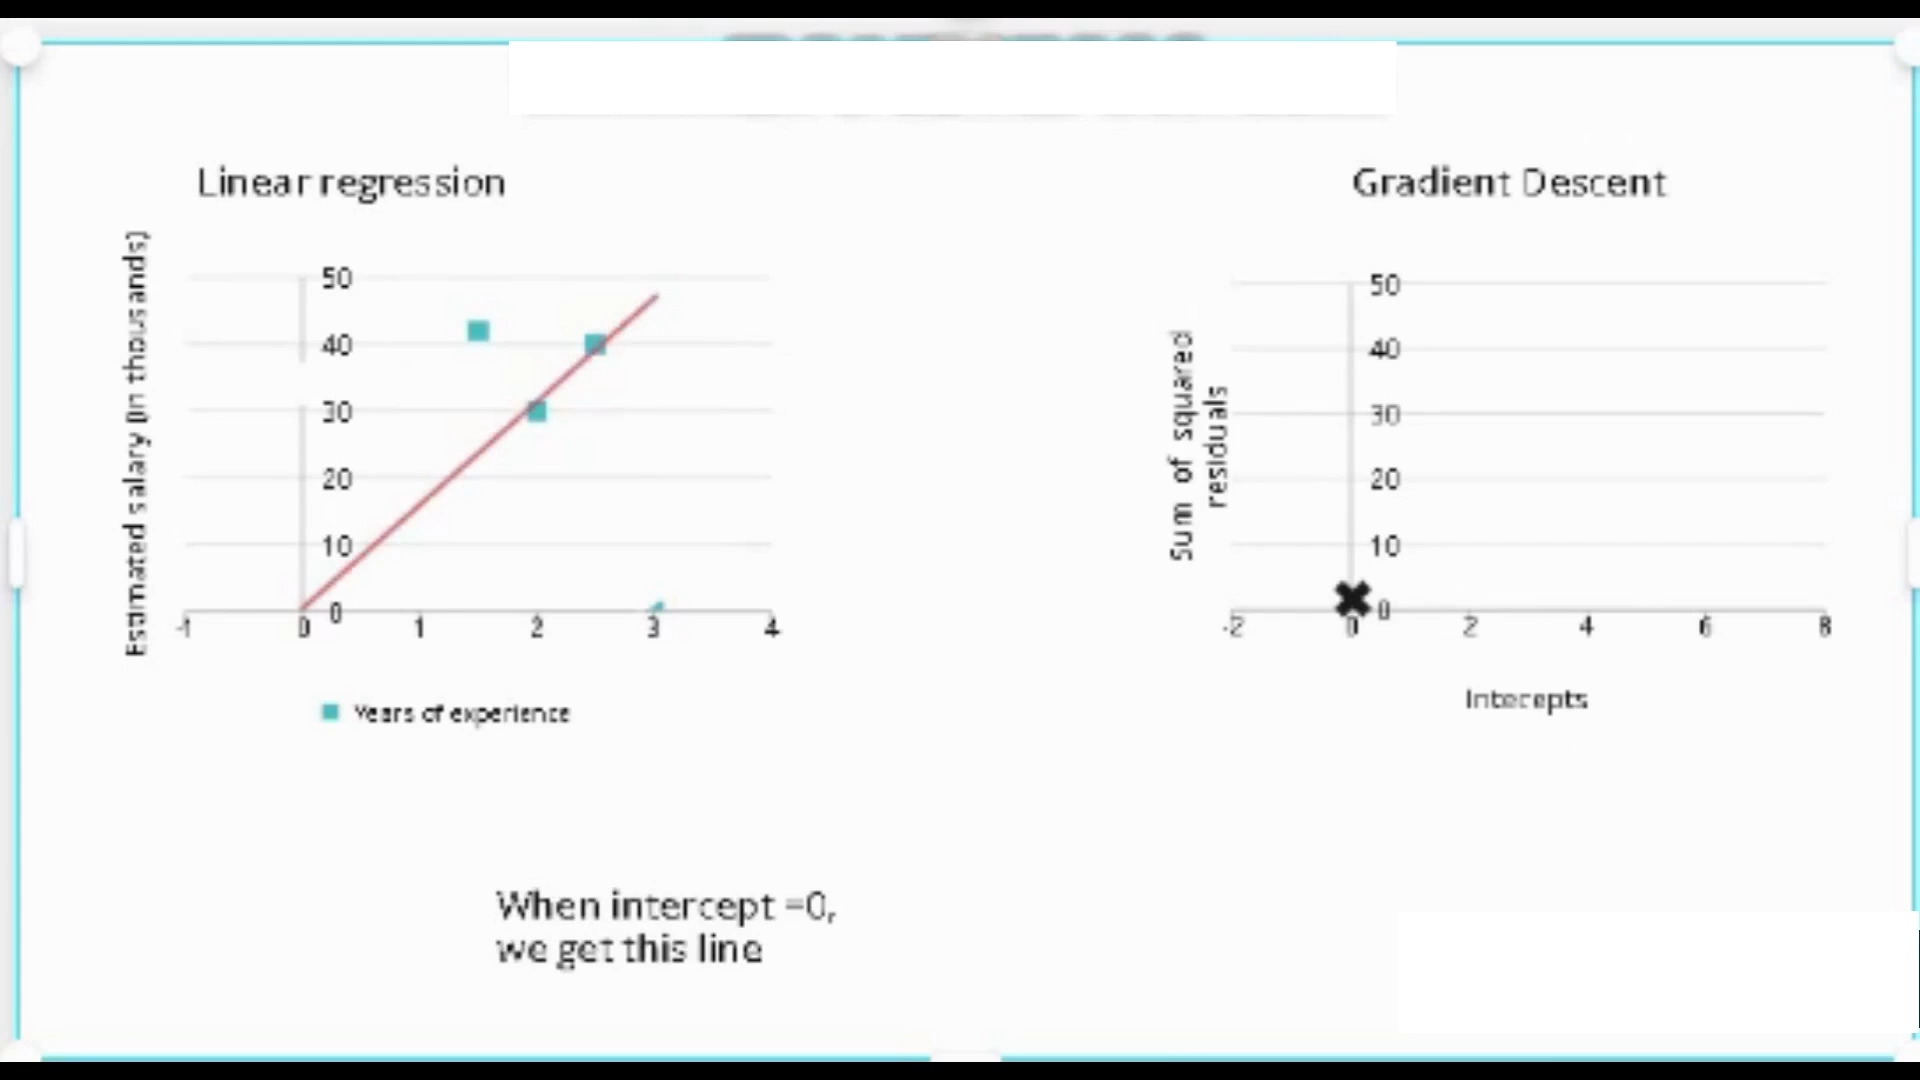 Linear regression
Gradient Descent
Estimated salary (in thousands)
50
40
30
20
10
0
-1 0 1 2 3 4
Years of experience
Sum of squared
residuals
50
40
30
20
10
0
-2 0 2 4 6 8
Intecepts
When intercept =0,
we get this line